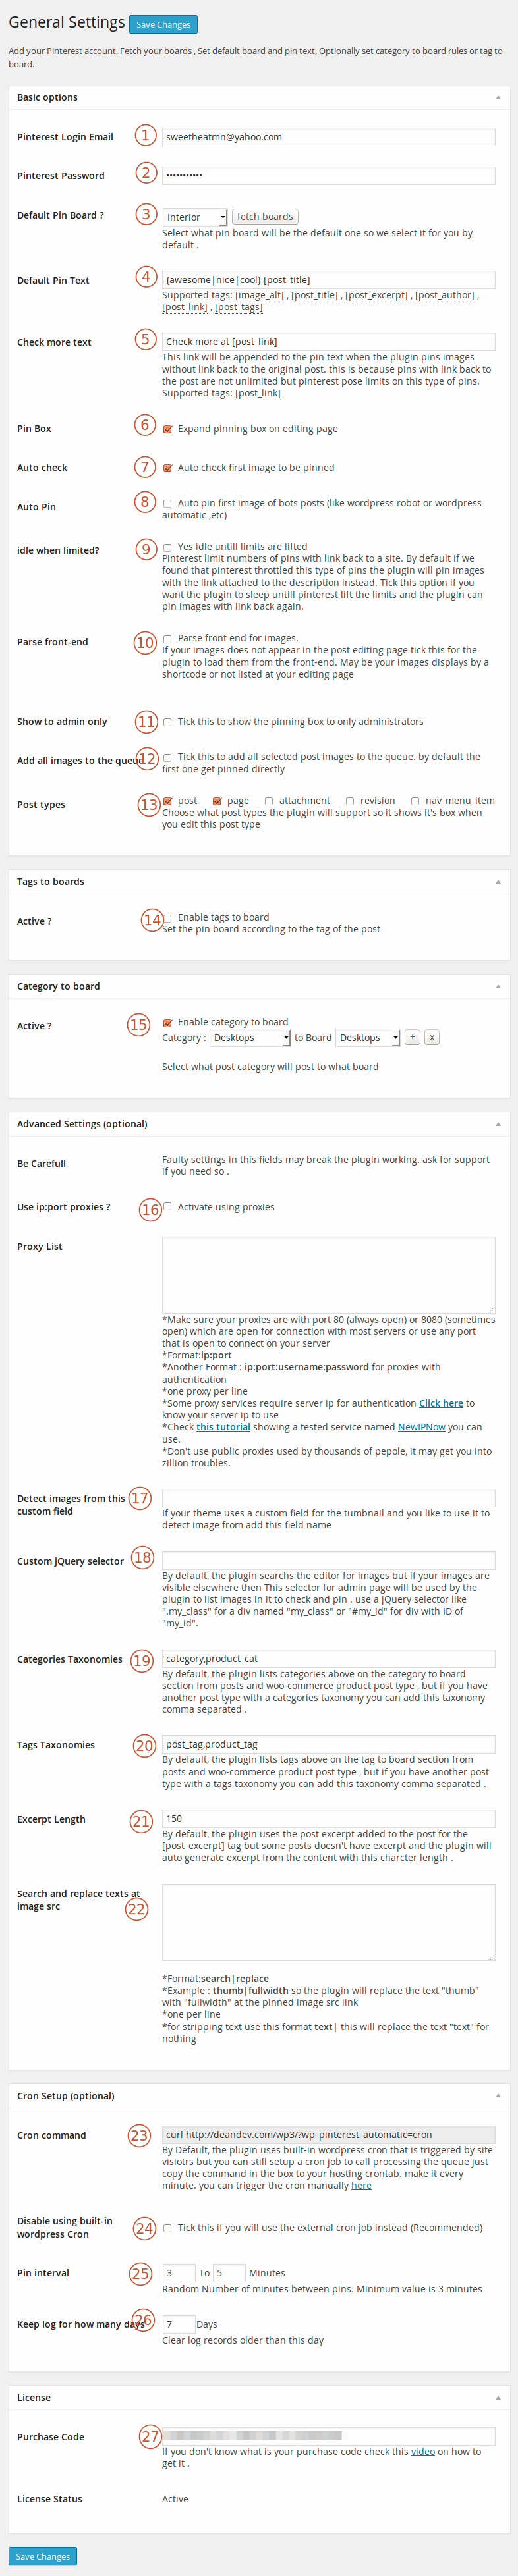 General Settings Save Changes
Add your Pinterest account, Fetch your boards , Set default board and pin text, Optionally set category to board rules or tag to
board.
Basic options
Pinterest Login Email 1 sweetheatmn@yahoo.com
Pinterest Password 2 •••••••••••
Default Pin Board ? 3 Interior fetch boards
Select what pin board will be the default one so we select it for you by
default .
Default Pin Text 4 {awesome|nice|cool} [post_title]
Supported tags: [image_alt] , [post_title] , [post_excerpt] , [post_author] ,
[post_link] , [post_tags]
Check more text 5 Check more at [post_link]
This link will be appended to the pin text when the plugin pins images
without link back to the original post. this is because pins with link back to
the post are not unlimited but pinterest pose limits on this type of pins.
Supported tags: [post_link]
Pin Box 6 Expand pinning box on editing page
Auto check 7 Auto check first image to be pinned
Auto Pin 8 Auto pin first image of bots posts (like wordpress robot or wordpress
automatic ,etc)
idle when limited? 9 Yes idle untill limits are lifted
Pinterest limit numbers of pins with link back to a site. By default if we
found that pinterest throttled this type of pins the plugin will pin images
with the link attached to the description instead. Tick this option if you
want the plugin to sleep untill pinterest lift the limits and the plugin can
pin images with link back again.
Parse front-end 10 Parse front end for images.
If your images does not appear in the post editing page tick this for the
plugin to load them from the front-end. May be your images displays by a
shortcode or not listed at your editing page
Show to admin only 11 Tick this to show the pinning box to only administrators
Add all images to the queue 12 Tick this to add all selected post images to the queue. by default the
first one get pinned directly
Post types 13 post page attachment revision nav_menu_item
Choose what post types the plugin will support so it shows it's box when
you edit this post type
Tags to boards
Active ? 14 Enable tags to board
Set the pin board according to the tag of the post
Category to board
Active ? 15 Enable category to board
Category : Desktops to Board Desktops + x
Select what post category will post to what board
Advanced Settings (optional)
Be Carefull Faulty settings in this fields may break the plugin working. ask for support
if you need so .
Use ip:port proxies ? 16 Activate using proxies
Proxy List
*Make sure your proxies are with port 80 (always open) or 8080 (sometimes
open) which are open for connection with most servers or use any port
that is open to connection on your server
*Format:ip:port
*Another Format : ip:port:username:password for proxies with
authentication
*one proxy per line
*Some proxy services require server ip for authentication Click here to
know your server ip to use
*Check this tutorial showing a tested service named NewIPNow you can
use.
*Don't use public proxies used by thousands of pepole, it may get you into
zillion troubles.
Detect images from this 17
custom field
If your theme uses a custom field for the tumbnail and you like to use it to
detect image from add this field name
Custom jQuery selector 18
By default, the plugin searchs the editor for images but if your images are
visible elsewhere then This selector for admin page will be used by the
plugin to list images in it to check and pin . use a jQuery selector like
".my_class" for a div named "my_class" or "#my_id" for div with ID of
"my_id".
Categories Taxonomies 19 category,product_cat
By default, the plugin lists categories above on the category to board
section from posts and woo-commerce product post type , but if you have
another post type with a categories taxonomy you can add this taxonomy
comma separated .
Tags Taxonomies 20 post_tag,product_tag
By default, the plugin lists tags above on the tag to board section from
posts and woo-commerce product post type , but if you have another post
type with a tags taxonomy you can add this taxonomy comma separated .
Excerpt Length 21 150
By default, the plugin uses the post excerpt added to the post for the
[post_excerpt] tag but some posts doesn't have excerpt and the plugin will
auto generate excerpt from the content with this charcter length .
Search and replace texts at
image src 22
*Format:search|replace
*Example : thumb|fullwidth so the plugin will replace the text "thumb"
with "fullwidth" at the pinned image src link
*one per line
*for stripping text use this format text| this will replace the text "text" for
nothing
Cron Setup (optional)
Cron command 23 curl http://deandev.com/wp3/?wp_pinterest_automatic=cron
By Default, the plugin uses built-in wordpress cron that is triggered by site
visiotrs but you can still setup a cron job to call processing the queue just
copy the command in the box to your hosting crontab. make it every
minute. you can trigger the cron manually here
Disable using built-in
wordpress Cron 24 Tick this if you will use the external cron job instead (Recommended)
Pin interval 25 3 To 5 Minutes
Random Number of minutes between pins. Minimum value is 3 minutes
Keep log for how many days 26 7 Days
Clear log records older than this day
License
Purchase Code 27
If you don't know what is your purchase code check this video on how to
get it .
License Status Active
Save Changes